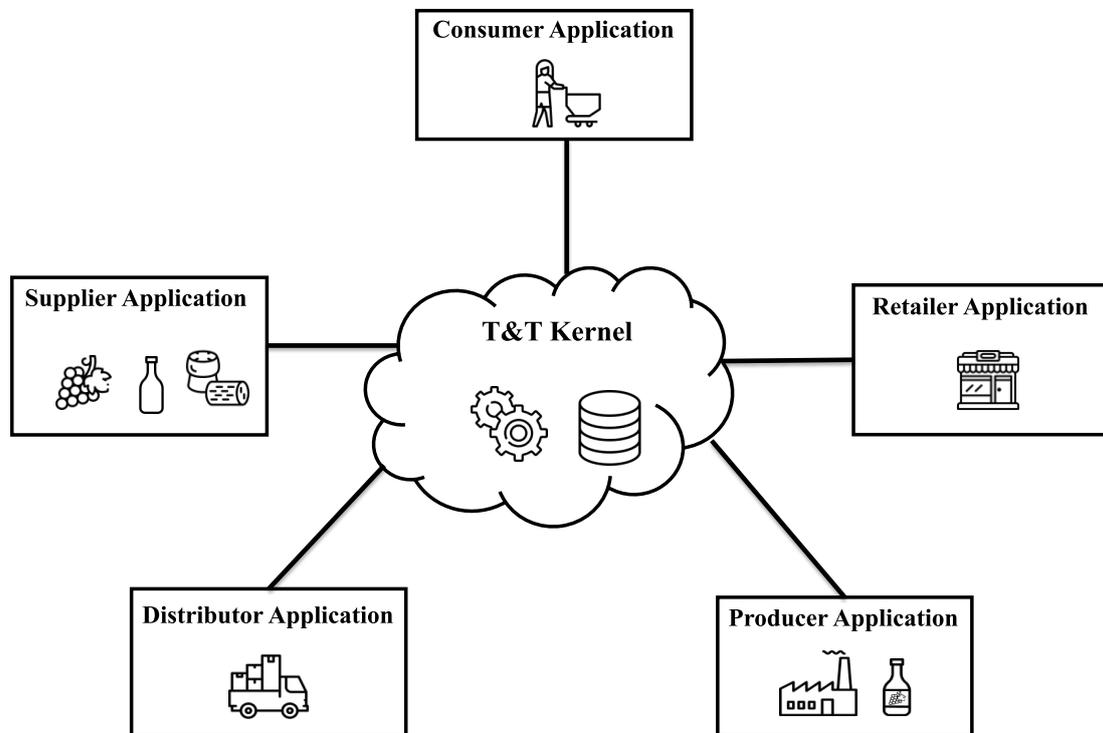 Consumer Application
Supplier Application
T&T Kernel
Retailer Application
Distributor Application
Producer Application